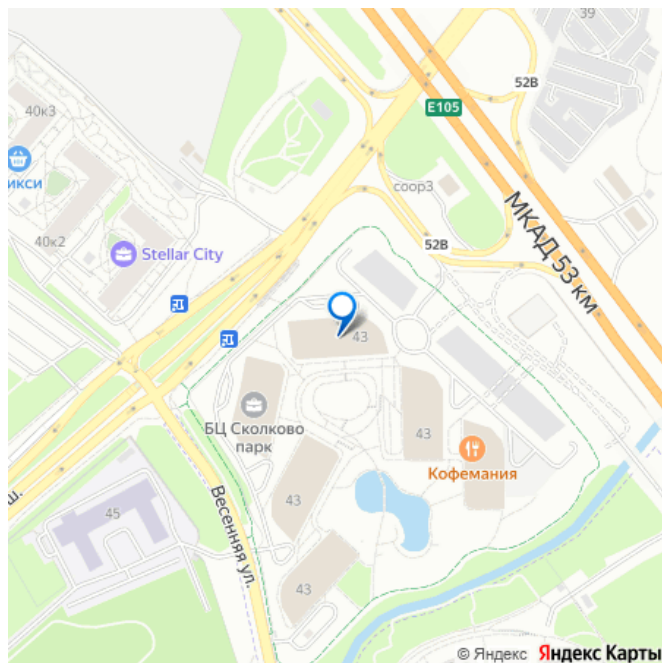 39
52В
E105
40к3
икси
соор3
40к2
Stellar City
52В
МКАД 53 км
43
БЦ Сколково
парк
43
Кофемания
43
ш.
45
Весенняя ул.
43
© Яндекс Яндекс Карты